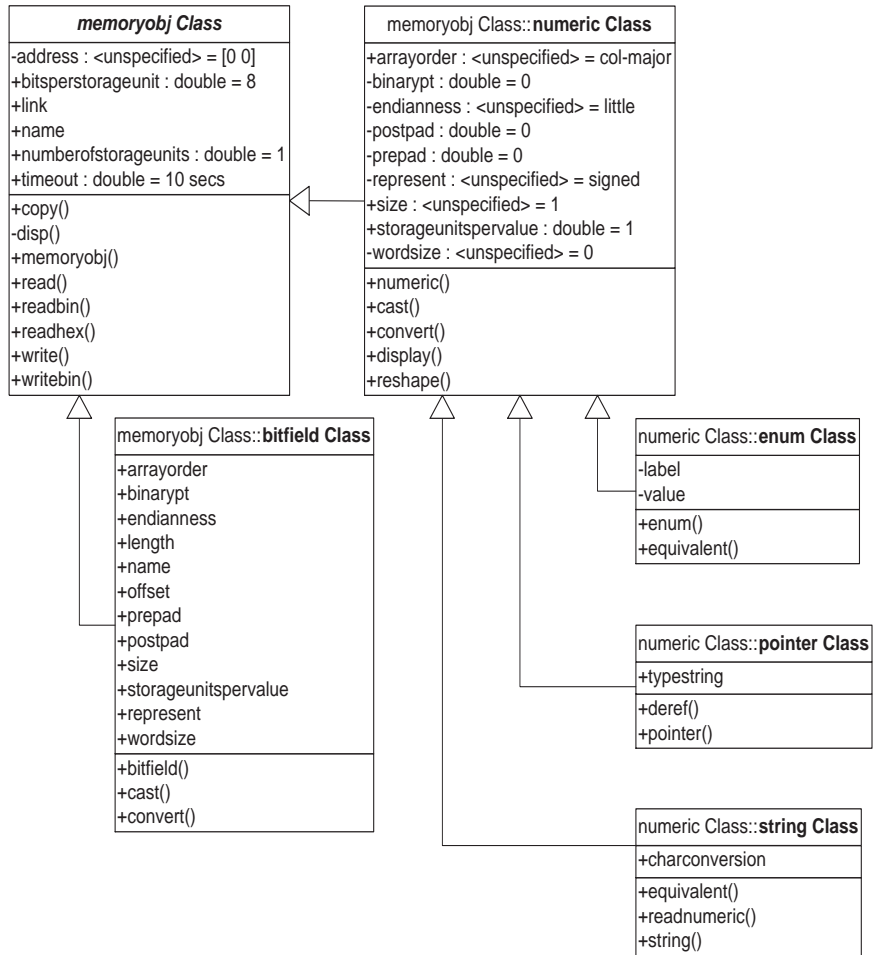 memoryobj Class
-address : <unspecified> = [0 0]
+bitsperstorageunit : double = 8
+link
+name
+numberofstorageunits : double = 1
+timeout : double = 10 secs
+copy()
-disp()
+memoryobj()
+read()
+readbin()
+readhex()
+write()
+writebin()
memoryobj Class::numeric Class
+arrayorder : <unspecified> = col-major
-binarypt : double = 0
-endianness : <unspecified> = little
-postpad : double = 0
-prepad : double = 0
-represent : <unspecified> = signed
+size : <unspecified> = 1
+storageunitspervalue : double = 1
-wordsize : <unspecified> = 0
+numeric()
+cast()
+convert()
+display()
+reshape()
memoryobj Class::bitfield Class
+arrayorder
+binarypt
+endianness
+length
+name
+offset
+prepad
+postpad
+size
+storageunitspervalue
+represent
+wordsize
+bitfield()
+cast()
+convert()
numeric Class::enum Class
-label
-value
+enum()
+equivalent()
numeric Class::pointer Class
+typestring
+deref()
+pointer()
numeric Class::string Class
+charconversion
+equivalent()
+readnumeric()
+string()